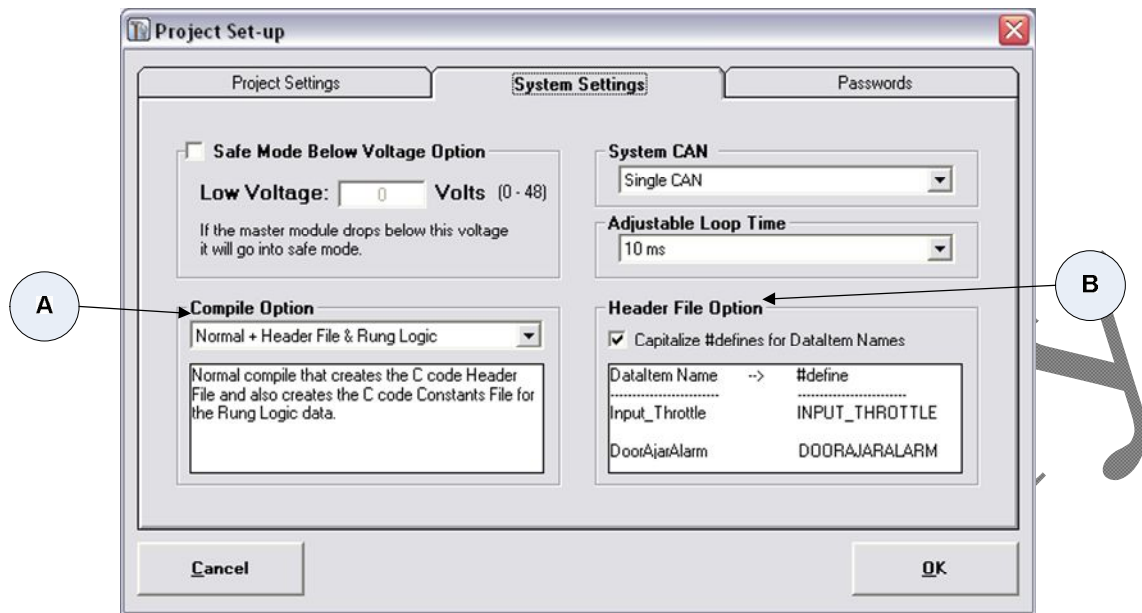 Project Set-up
Project Settings
System Settings
Passwords
Safe Mode Below Voltage Option
Low Voltage: 0 Volts (0 - 48)
If the master module drops below this voltage
it will go into safe mode.
System CAN
Single CAN
Adjustable Loop Time
10 ms
A
Compile Option
Normal + Header File & Rung Logic
Normal compile that creates the C code Header
File and also creates the C code Constants File for
the Rung Logic data.
B
Header File Option
Capitalize #defines for DataItem Names
DataItem Name --> #define
------------------------ ------------------------
Input_Throttle INPUT_THROTTLE
DoorAjarAlarm DOORAJARALARM
Cancel
OK